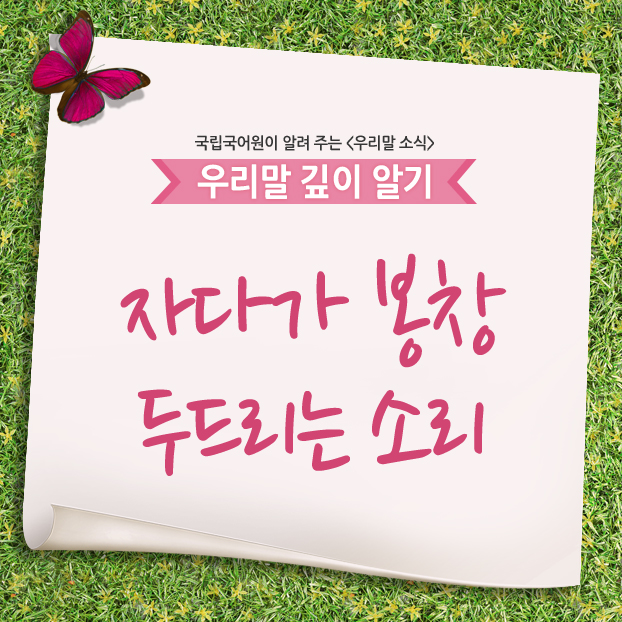 국립국어원이 알려 주는 <우리말 소식>
우리말 깊이 알기
자다가 봉창
두드리는 소리